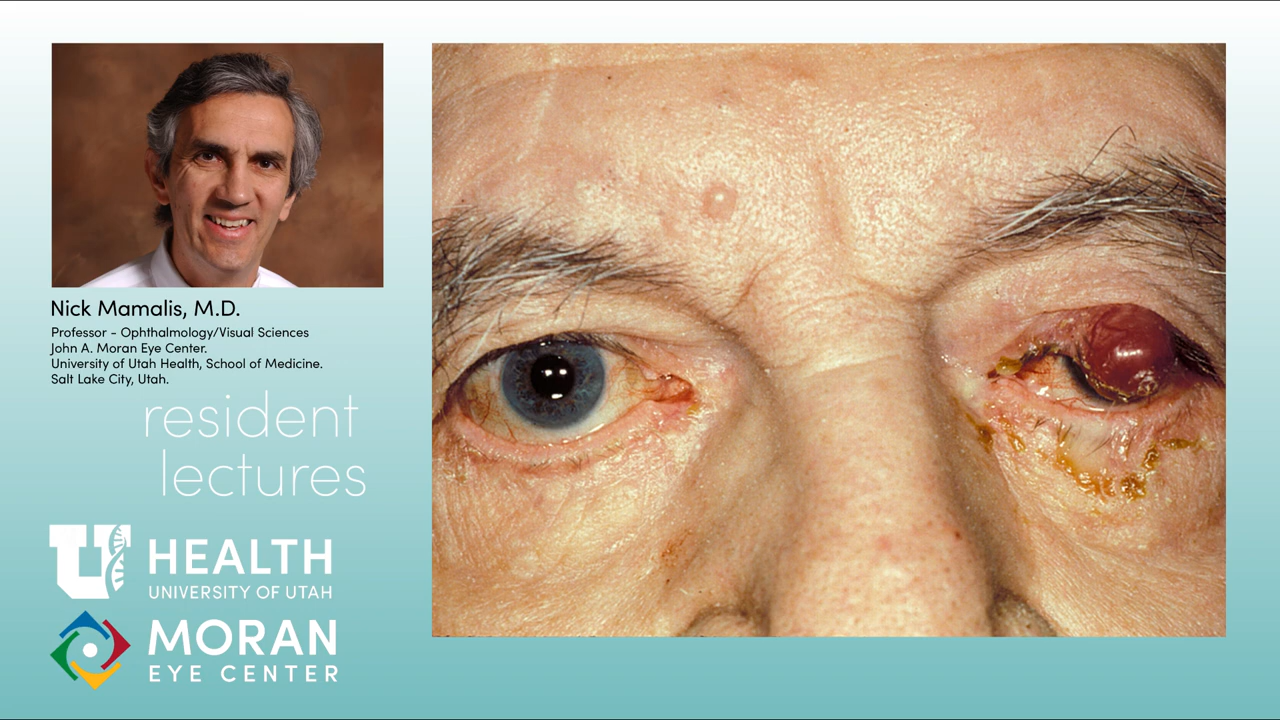 Nick Mamalis, M.D.
Professor - Ophthalmology/Visual Sciences
John A. Moran Eye Center.
University of Utah Health, School of Medicine.
Salt Lake City, Utah.
resident
lectures
U HEALTH
UNIVERSITY OF UTAH
MORAN
EYE CENTER